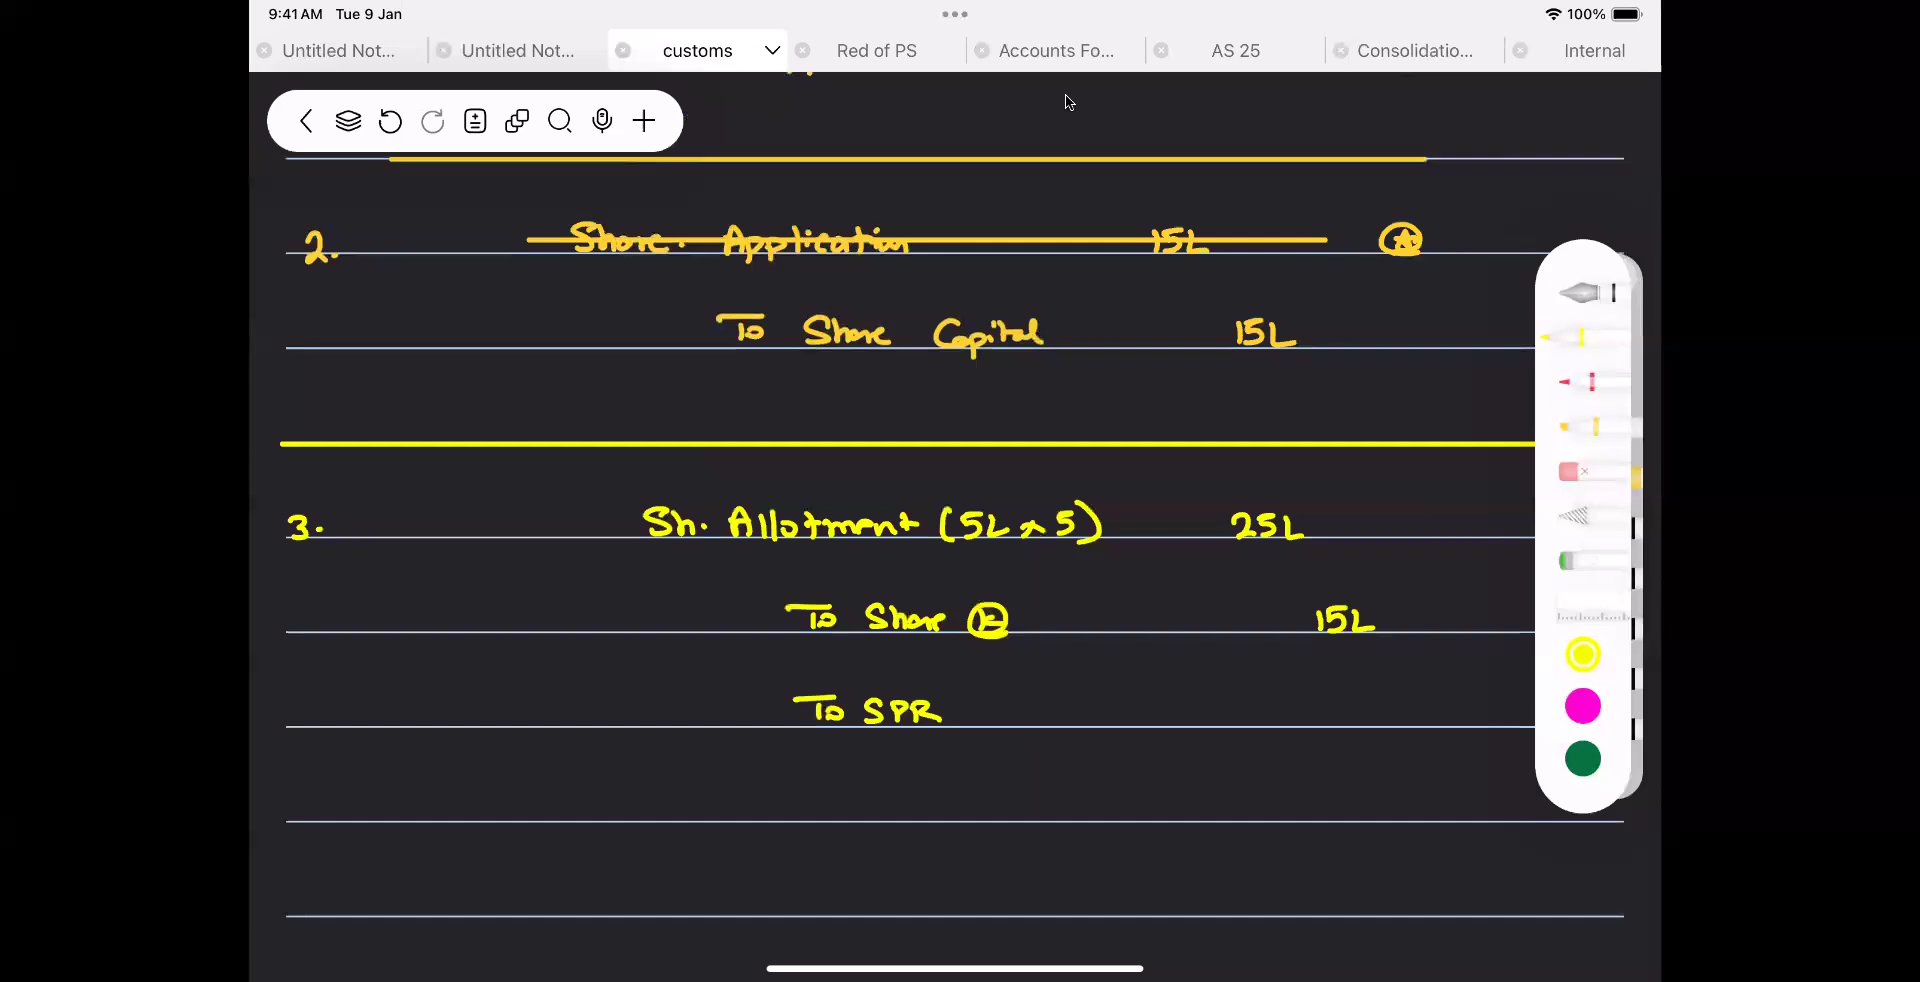 9:41 AM Tue 9 Jan 100%
Untitled Not... Untitled Not... customs Red of PS Accounts Fo... AS 25 Consolidatio... Internal
2. Share. Application 15L
To Share Capital 15L
3. Sh. Allotment (5L x 5) 25L
To Share 15L
To SPR